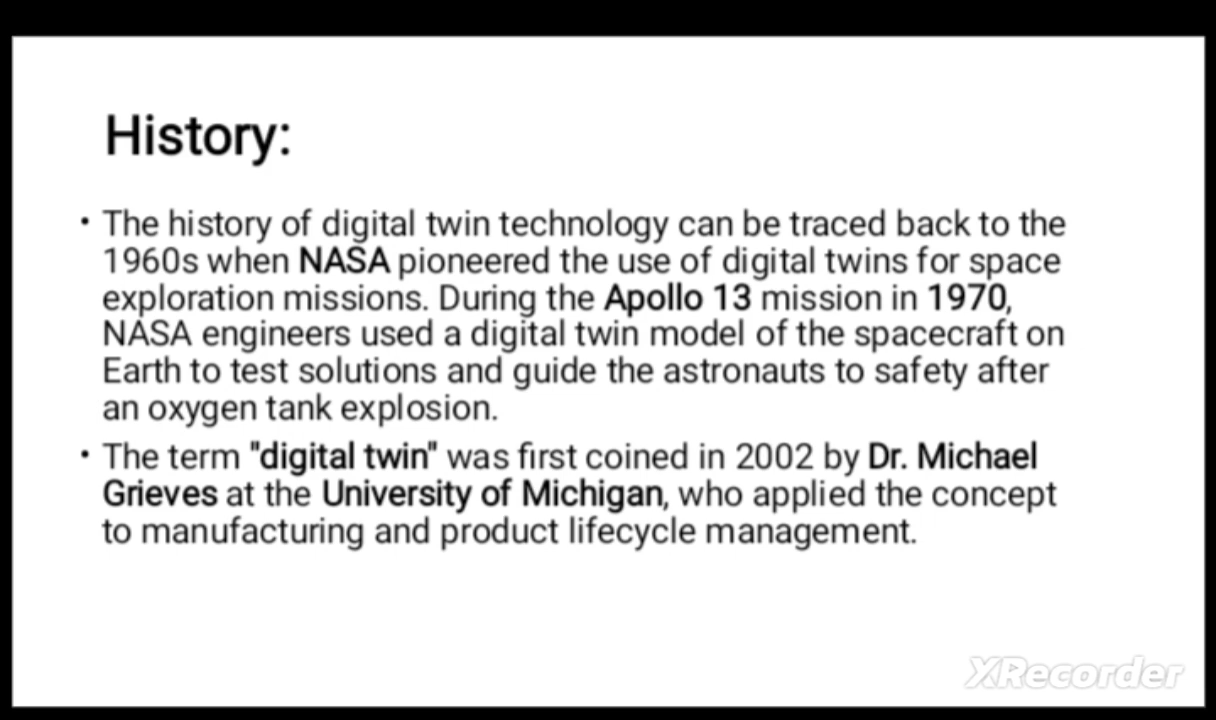 History:
• The history of digital twin technology can be traced back to the
1960s when NASA pioneered the use of digital twins for space
exploration missions. During the Apollo 13 mission in 1970,
NASA engineers used a digital twin model of the spacecraft on
Earth to test solutions and guide the astronauts to safety after
an oxygen tank explosion.
• The term "digital twin" was first coined in 2002 by Dr. Michael
Grieves at the University of Michigan, who applied the concept
to manufacturing and product lifecycle management.
XRecorder